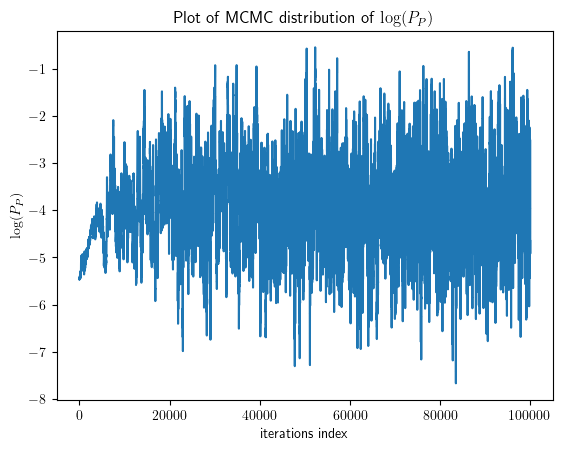 Plot of MCMC distribution of log(P_P)
log(P_P)
−1
−2
−3
−4
−5
−6
−7
−8
0 20000 40000 60000 80000 100000
iterations index